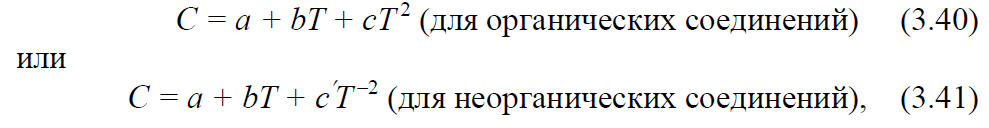 C = a + bT + cT² (для органических соединений) (3.40)
или
C = a + bT + c′T⁻² (для неорганических соединений), (3.41)